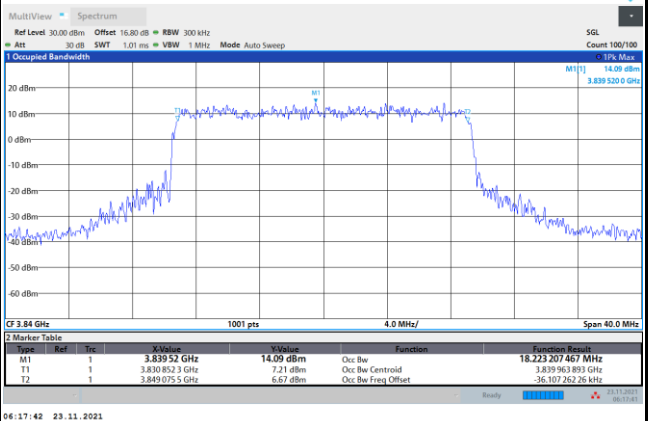 MultiView Spectrum
Ref Level 30.00 dBm Offset 16.80 dB RBW 300 kHz SGL
Att 30 dB SWT 1.01 ms VBW 1 MHz Mode Auto Sweep Count 100/100
1 Occupied Bandwidth 1Pk Max
M1[1] 14.09 dBm
3.839 520 0 GHz
M1
20 dBm
T1 T2
10 dBm
0 dBm
-10 dBm
-20 dBm
-30 dBm
-40 dBm
-50 dBm
-60 dBm
CF 3.84 GHz 1001 pts 4.0 MHz/ Span 40.0 MHz
2 Marker Table
Type Ref Trc X-Value Y-Value Function Function Result
M1 1 3.839 52 GHz 14.09 dBm Occ Bw 18.223 207 467 MHz
T1 1 3.830 852 3 GHz 7.21 dBm Occ Bw Centroid 3.839 963 893 GHz
T2 1 3.849 075 5 GHz 6.67 dBm Occ Bw Freq Offset -36.107 262 26 kHz
Ready 23.11.2021
06:17:41
06:17:42 23.11.2021